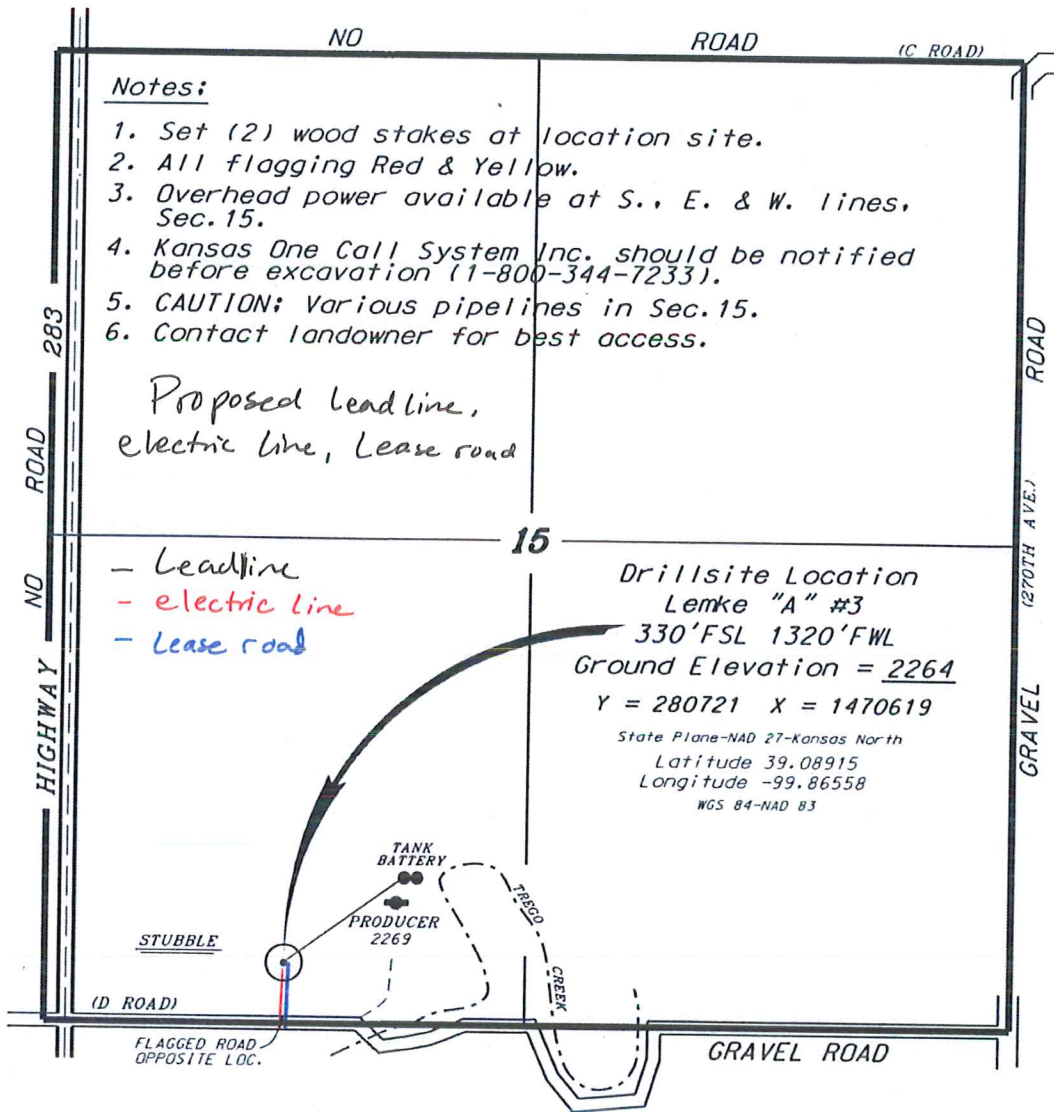 NO ROAD (C ROAD)
Notes:
1. Set (2) wood stakes at location site.
2. All flagging Red & Yellow.
3. Overhead power available at S., E. & W. lines,
Sec. 15.
4. Kansas One Call System Inc. should be notified
before excavation (1-800-344-7233).
5. CAUTION: Various pipelines in Sec. 15.
6. Contact landowner for best access.
Proposed Leadline,
electric line, Lease road
HIGHWAY 283
NO ROAD
GRAVEL ROAD
(270TH AVE.)
15
- Leadline
- electric line
- Lease road
Drillsite Location
Lemke "A" #3
330'FSL 1320'FWL
Ground Elevation = 2264
Y = 280721 X = 1470619
State Plane-NAD 27-Kansas North
Latitude 39.08915
Longitude -99.86558
WGS 84-NAD 83
TANK
BATTERY
PRODUCER
2269
TREGO
CREEK
STUBBLE
(D ROAD)
FLAGGED ROAD
OPPOSITE LOC.
GRAVEL ROAD